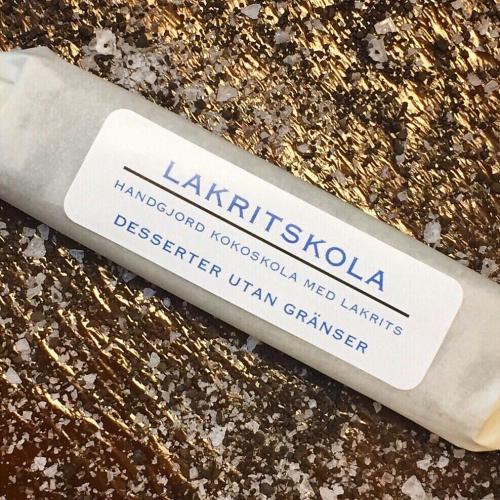 LAKRITSKOLA
HANDGJORD KOKOSKOLA MED LAKRITS
DESSERTER UTAN GRÄNSER